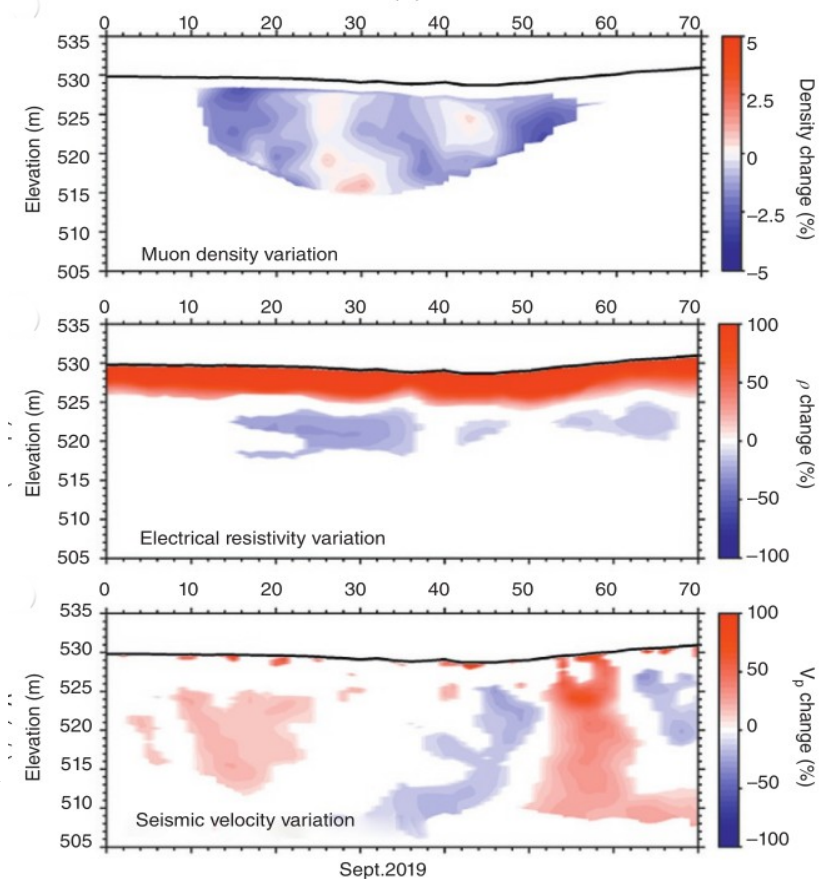 0 10 20 30 40 50 60 70
535
530
525
520
515
510
505
Elevation (m)
Muon density variation
5
2.5
0
−2.5
−5
Density change (%)
0 10 20 30 40 50 60 70
535
530
525
520
515
510
505
Elevation (m)
Electrical resistivity variation
100
50
0
−50
−100
ρ change (%)
0 10 20 30 40 50 60 70
535
530
525
520
515
510
505
Elevation (m)
Seismic velocity variation
100
50
0
−50
−100
Vp change (%)
Sept.2019